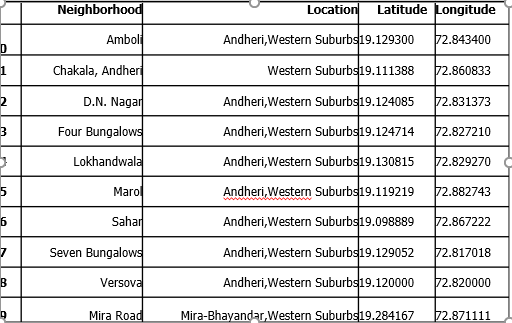 Neighborhood Location Latitude Longitude
0 Amboli Andheri,Western Suburbs 19.129300 72.843400
1 Chakala, Andheri Western Suburbs 19.111388 72.860833
2 D.N. Nagar Andheri,Western Suburbs 19.124085 72.831373
3 Four Bungalows Andheri,Western Suburbs 19.124714 72.827210
4 Lokhandwala Andheri,Western Suburbs 19.130815 72.829270
5 Marol Andheri,Western Suburbs 19.119219 72.882743
6 Sahar Andheri,Western Suburbs 19.098889 72.867222
7 Seven Bungalows Andheri,Western Suburbs 19.129052 72.817018
8 Versova Andheri,Western Suburbs 19.120000 72.820000
9 Mira Road Mira-Bhayandar,Western Suburbs 19.284167 72.871111